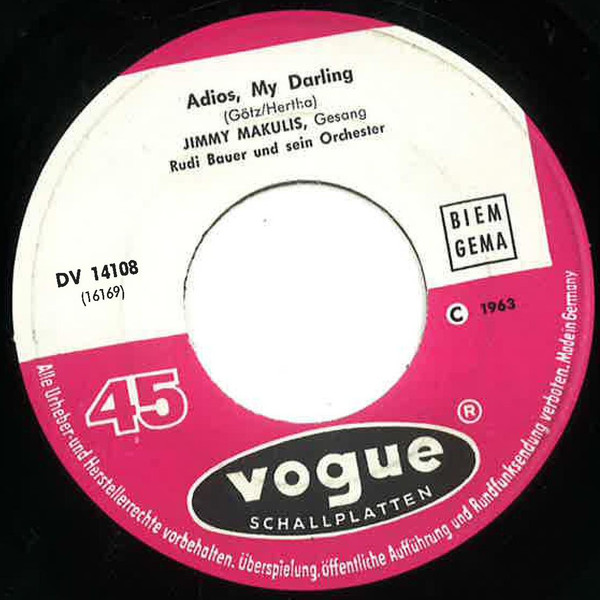 Adios, My Darling
(Götz/Hertha)
JIMMY MAKULIS, Gesang
Rudi Bauer und sein Orchester
BIEM
GEMA
DV 14108
(16169)
C 1963
45
®
vogue
SCHALLPLATTEN
Alle Urheber- und Herstellerrechte vorbehalten. Überspielung, öffentliche Aufführung und Rundfunksendung verboten. Made in Germany